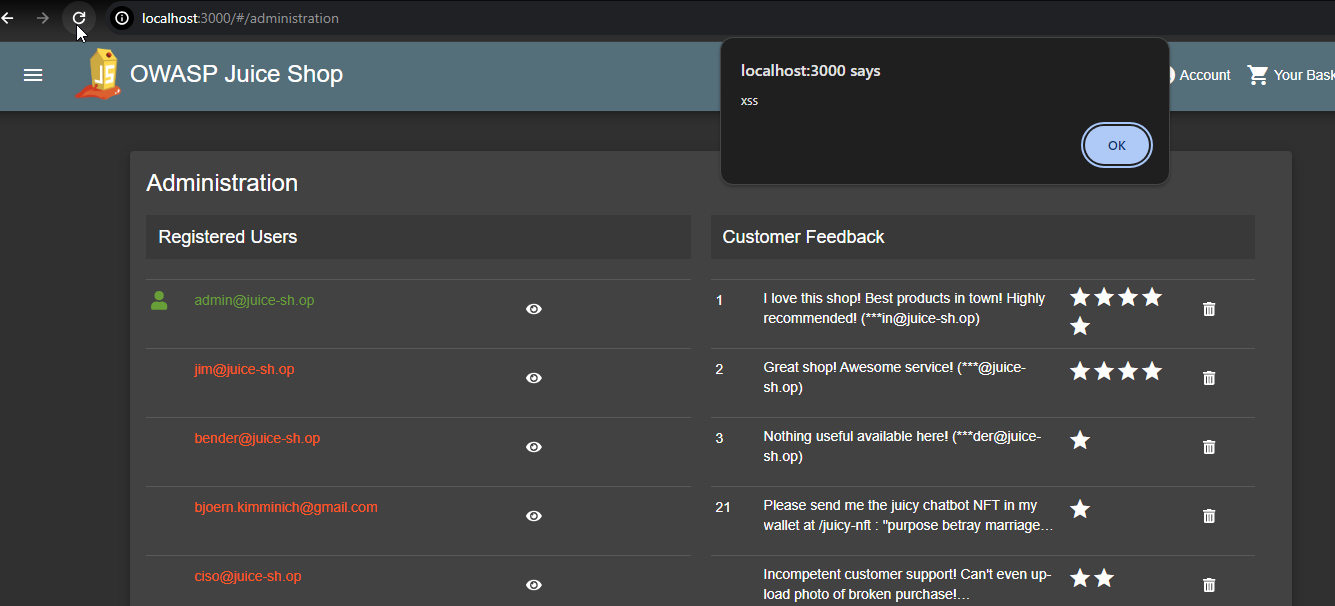 localhost:3000/#/administration
JS
OWASP Juice Shop
localhost:3000 says
xss
OK
Account
Your Bask
Administration
Registered Users
admin@juice-sh.op
jim@juice-sh.op
bender@juice-sh.op
bjoern.kimminich@gmail.com
ciso@juice-sh.op
Customer Feedback
1
I love this shop! Best products in town! Highly
recommended! (***in@juice-sh.op)
2
Great shop! Awesome service! (***@juice-
sh.op)
3
Nothing useful available here! (***der@juice-
sh.op)
21
Please send me the juicy chatbot NFT in my
wallet at /juicy-nft : "purpose betray marriage...
Incompetent customer support! Can't even up-
load photo of broken purchase!...